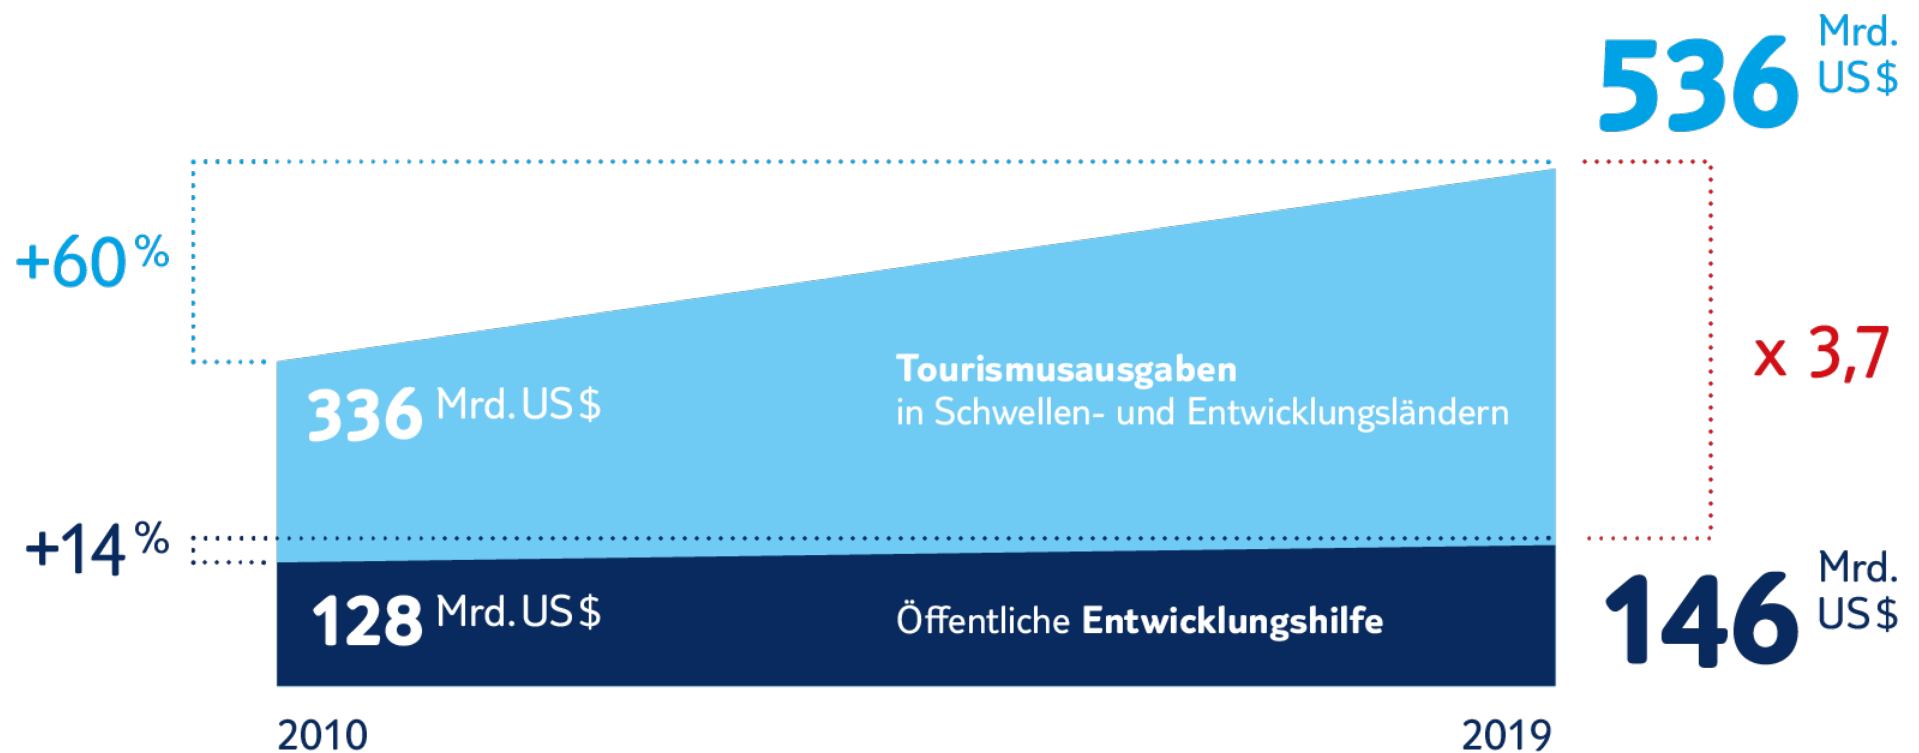 536 Mrd. US $
+60 %
336 Mrd. US $
Tourismusausgaben
in Schwellen- und Entwicklungsländern
x 3,7
+14 %
128 Mrd. US $
Öffentliche Entwicklungshilfe
146 Mrd. US $
2010
2019